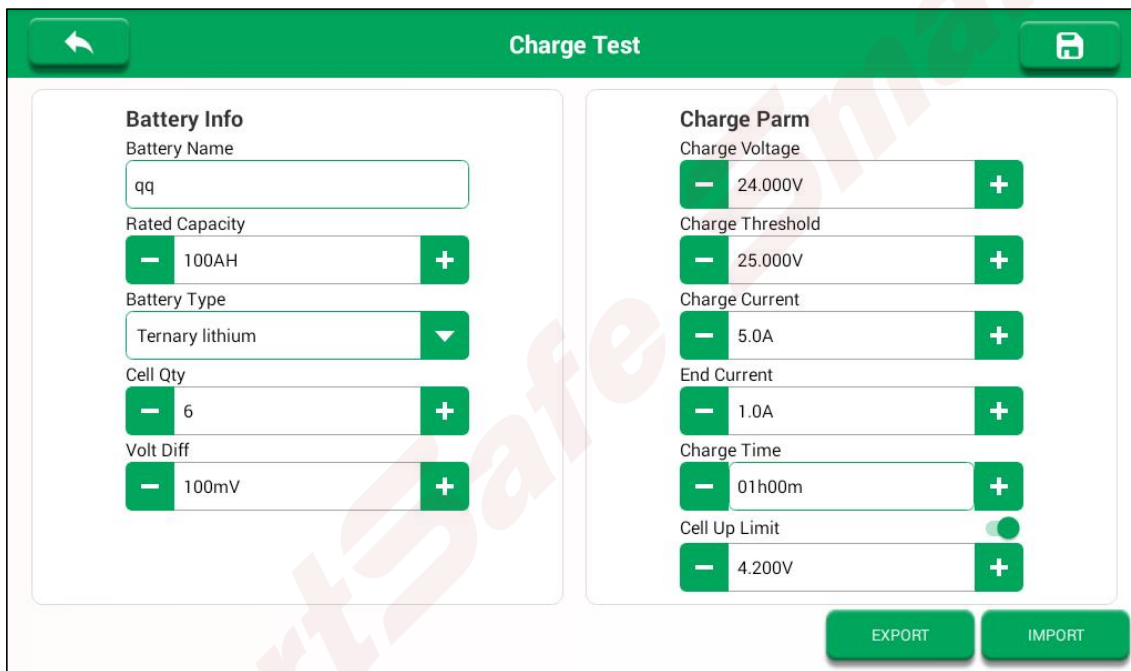 Charge Test
Battery Info
Battery Name
qq
Rated Capacity
100AH
Battery Type
Ternary lithium
Cell Qty
6
Volt Diff
100mV
Charge Parm
Charge Voltage
24.000V
Charge Threshold
25.000V
Charge Current
5.0A
End Current
1.0A
Charge Time
01h00m
Cell Up Limit
4.200V
EXPORT
IMPORT